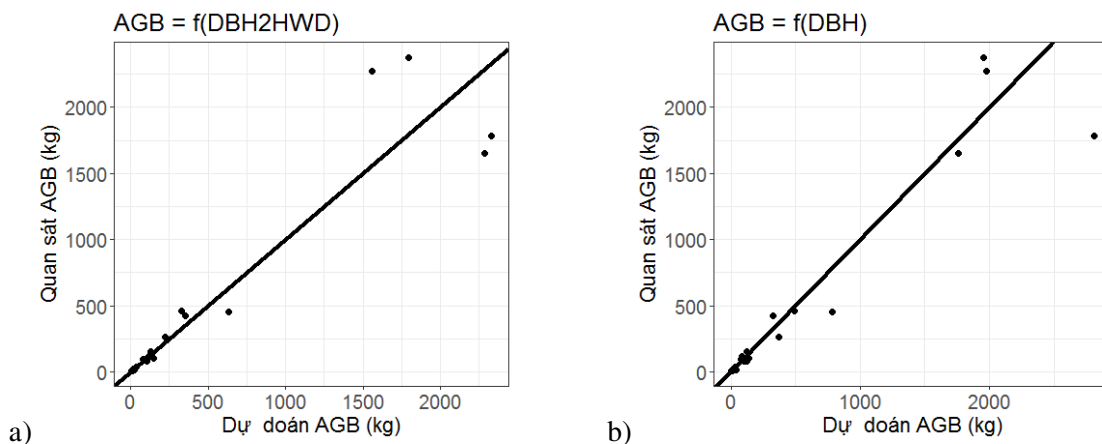 AGB = f(DBH2HWD)
Quan sát AGB (kg)
2000
1500
1000
500
0
0 500 1000 1500 2000
Dự doán AGB (kg)
a)
AGB = f(DBH)
Quan sát AGB (kg)
2000
1500
1000
500
0
0 1000 2000
Dự doán AGB (kg)
b)